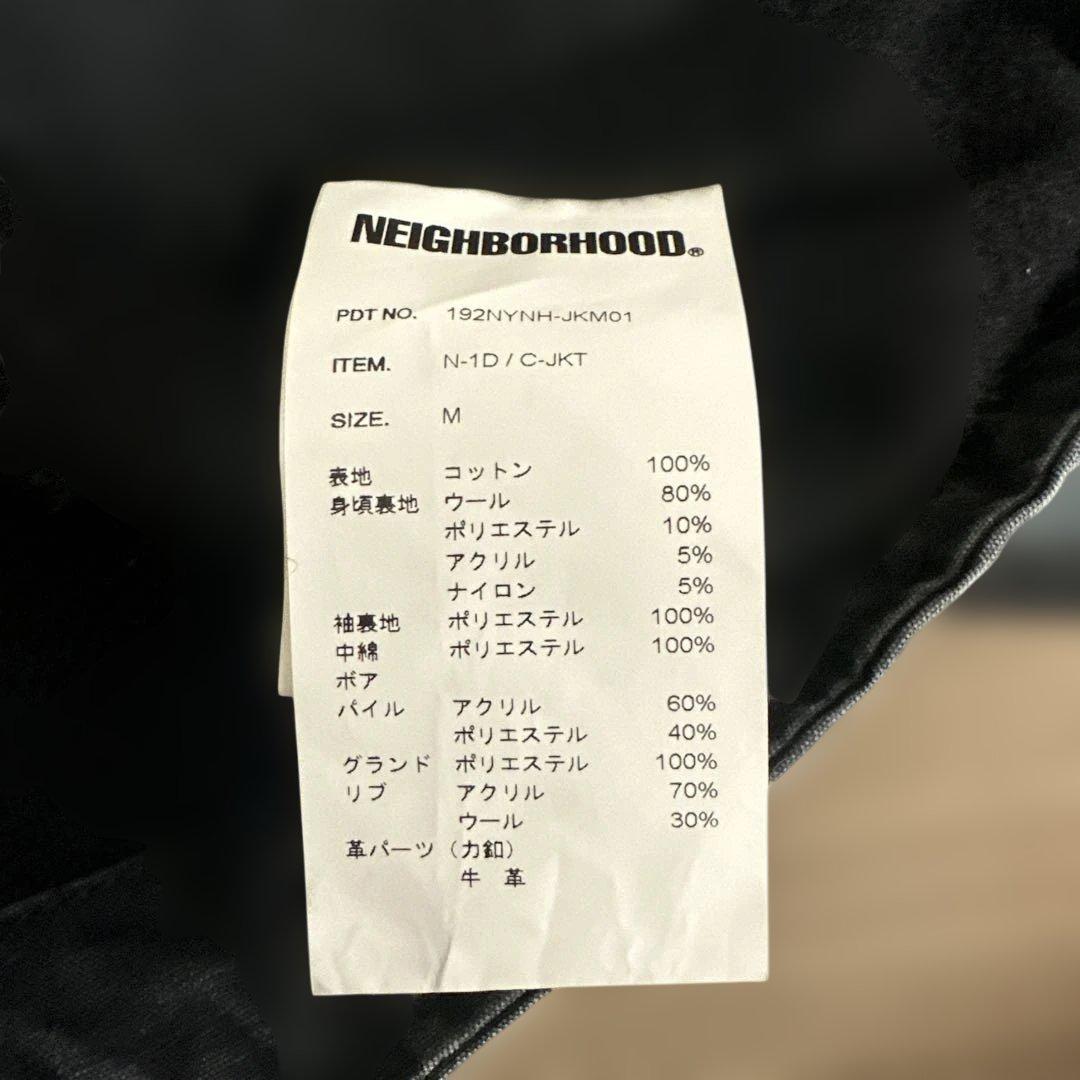 NEIGHBORHOOD®
PDT NO. 192NYNH-JKM01
ITEM. N-1D / C-JKT
SIZE. M
表地 コットン 100%
身頃裏地 ウール 80%
ポリエステル 10%
アクリル 5%
ナイロン 5%
袖裏地 ポリエステル 100%
中綿 ポリエステル 100%
ボア
パイル アクリル 60%
ポリエステル 40%
グランド ポリエステル 100%
リブ アクリル 70%
ウール 30%
革パーツ (力釦)
牛 革